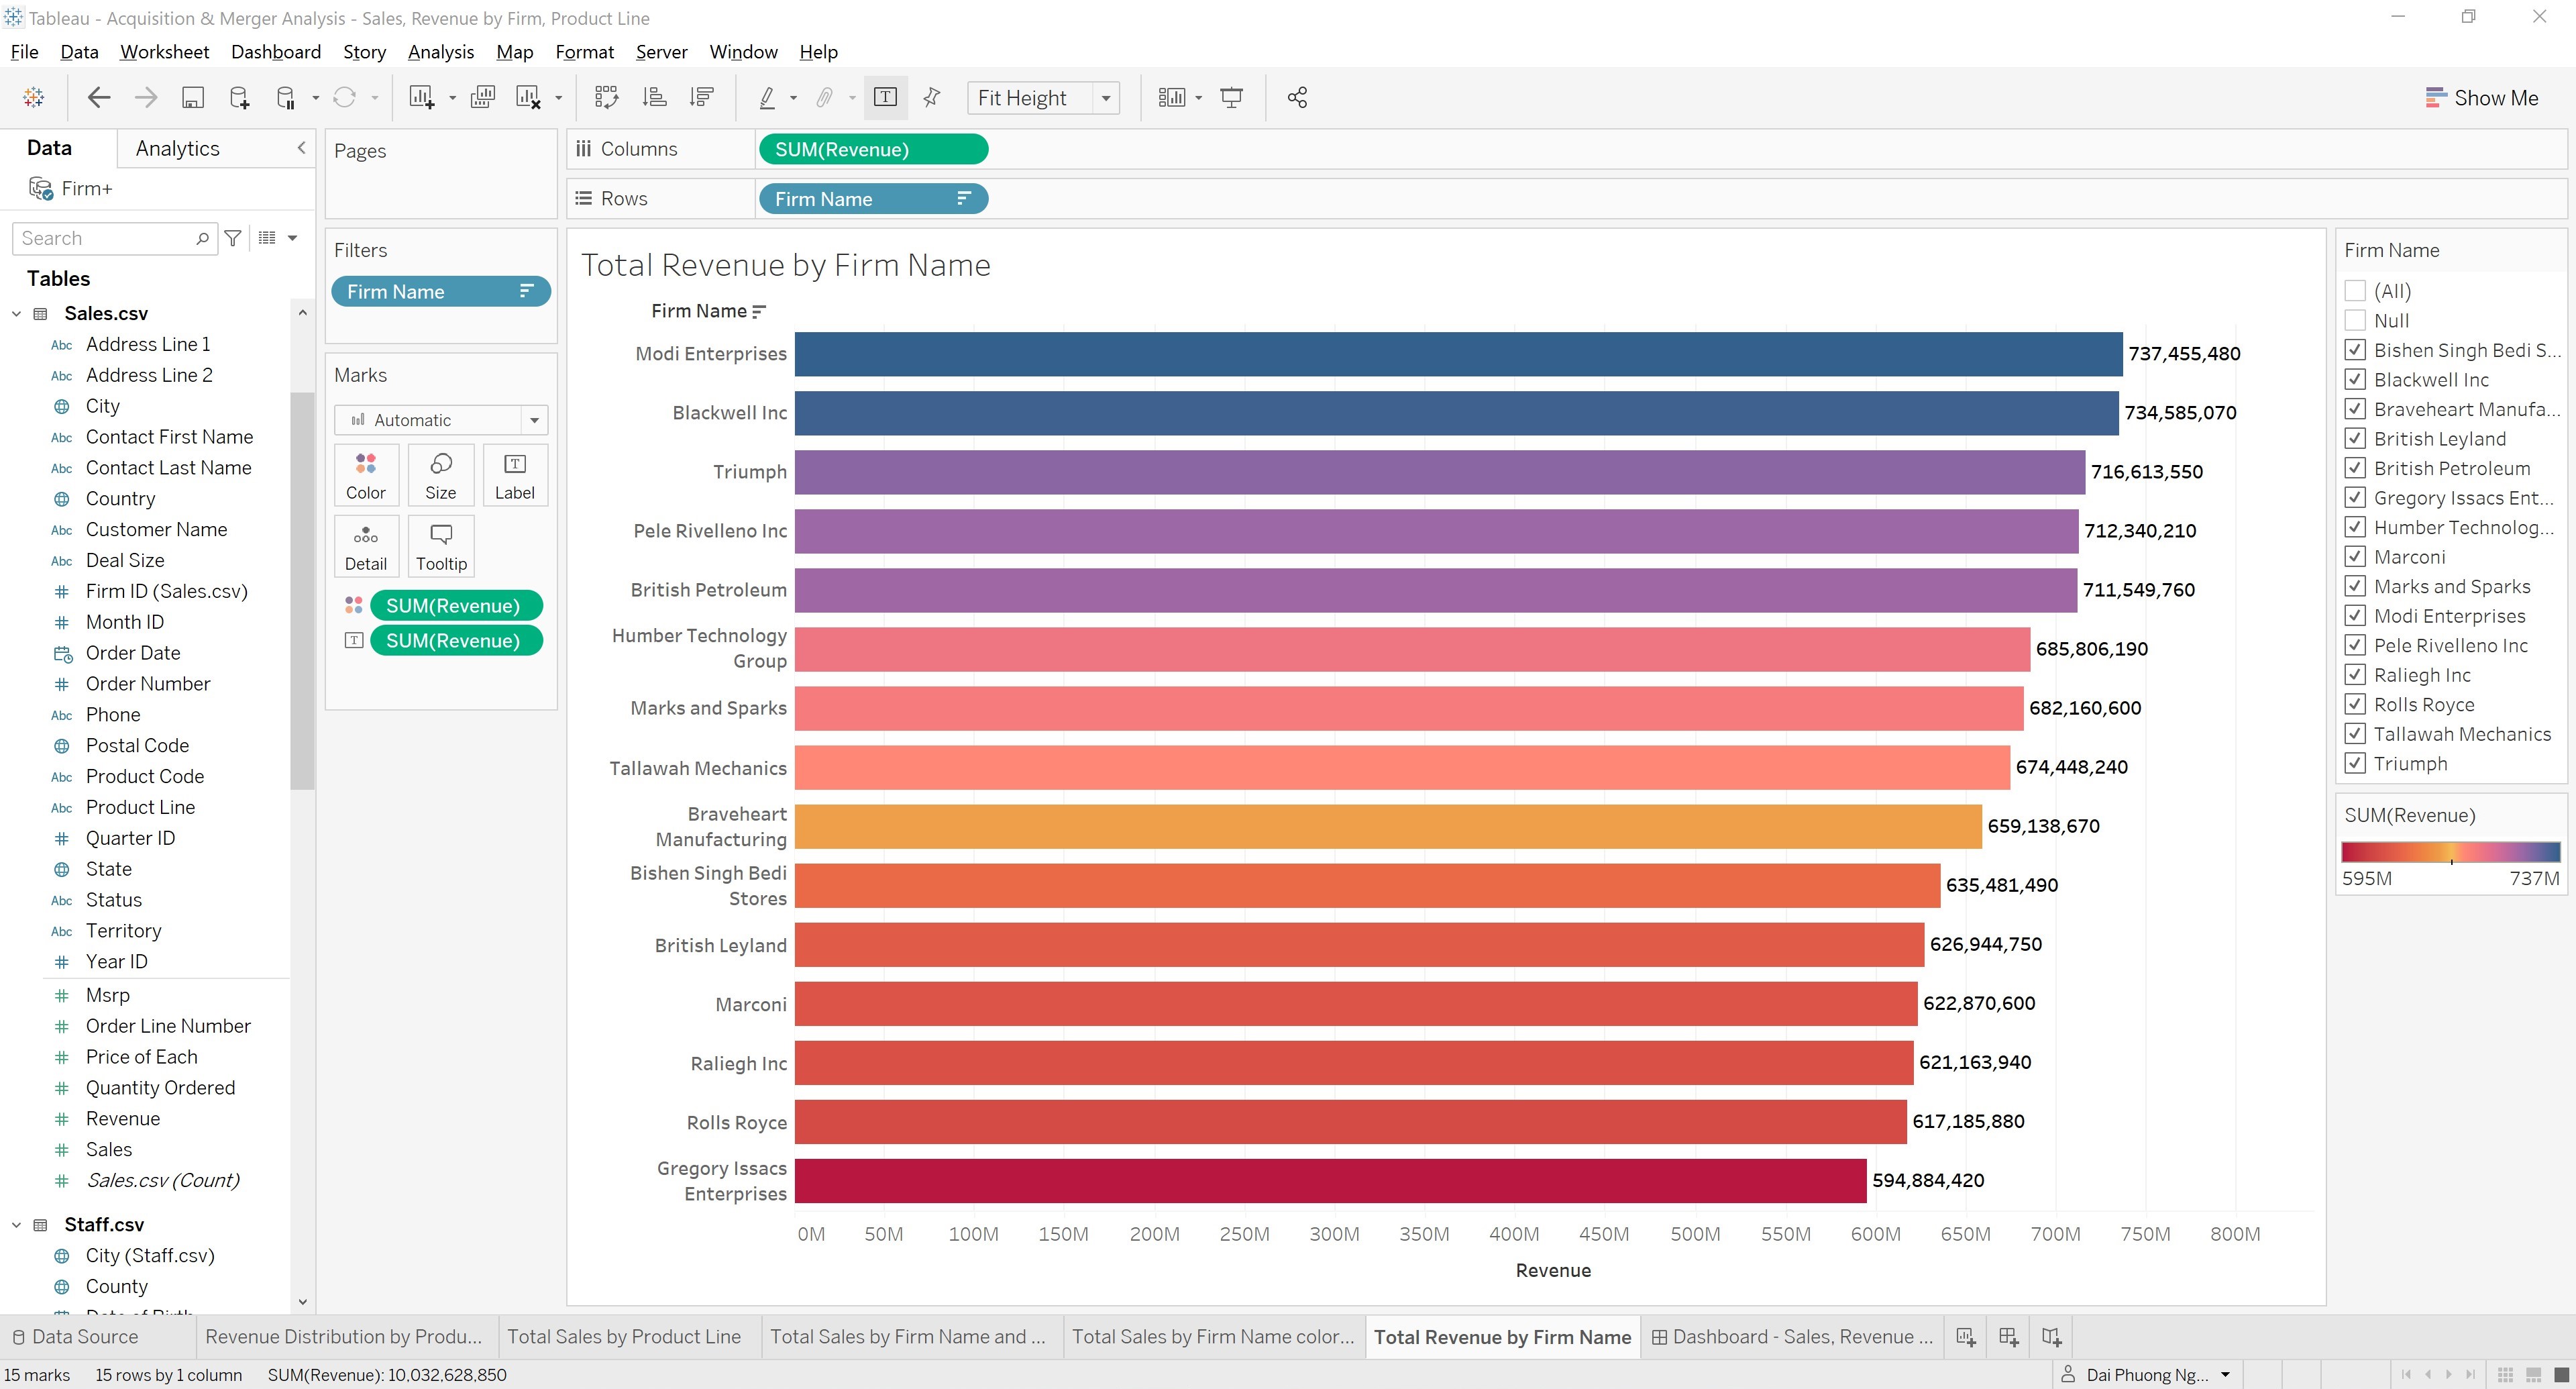 Tableau - Acquisition & Merger Analysis - Sales, Revenue by Firm, Product Line
File Data Worksheet Dashboard Story Analysis Map Format Server Window Help
Fit Height
Show Me
Data Analytics
Firm+
Search
Tables
Sales.csv
Abc Address Line 1
Abc Address Line 2
City
Abc Contact First Name
Abc Contact Last Name
Country
Abc Customer Name
Abc Deal Size
# Firm ID (Sales.csv)
# Month ID
Order Date
# Order Number
Abc Phone
Postal Code
Abc Product Code
Abc Product Line
# Quarter ID
State
Abc Status
Abc Territory
# Year ID
# Msrp
# Order Line Number
# Price of Each
# Quantity Ordered
# Revenue
# Sales
# Sales.csv (Count)
Staff.csv
City (Staff.csv)
County
Date of Birth
Pages
Filters
Firm Name
Marks
Automatic
Color Size Label
Detail Tooltip
SUM(Revenue)
SUM(Revenue)
Columns SUM(Revenue)
Rows Firm Name
Total Revenue by Firm Name
Firm Name
Modi Enterprises 737,455,480
Blackwell Inc 734,585,070
Triumph 716,613,550
Pele Rivelleno Inc 712,340,210
British Petroleum 711,549,760
Humber Technology
Group 685,806,190
Marks and Sparks 682,160,600
Tallawah Mechanics 674,448,240
Braveheart
Manufacturing 659,138,670
Bishen Singh Bedi
Stores 635,481,490
British Leyland 626,944,750
Marconi 622,870,600
Raliegh Inc 621,163,940
Rolls Royce 617,185,880
Gregory Issacs
Enterprises 594,884,420
0M 50M 100M 150M 200M 250M 300M 350M 400M 450M 500M 550M 600M 650M 700M 750M 800M
Revenue
Firm Name
(All)
Null
Bishen Singh Bedi S...
Blackwell Inc
Braveheart Manufa...
British Leyland
British Petroleum
Gregory Issacs Ent...
Humber Technolog...
Marconi
Marks and Sparks
Modi Enterprises
Pele Rivelleno Inc
Raliegh Inc
Rolls Royce
Tallawah Mechanics
Triumph
SUM(Revenue)
595M 737M
Data Source Revenue Distribution by Produ... Total Sales by Product Line Total Sales by Firm Name and ... Total Sales by Firm Name color... Total Revenue by Firm Name Dashboard - Sales, Revenue ...
15 marks 15 rows by 1 column SUM(Revenue): 10,032,628,850 Dai Phuong Ng...